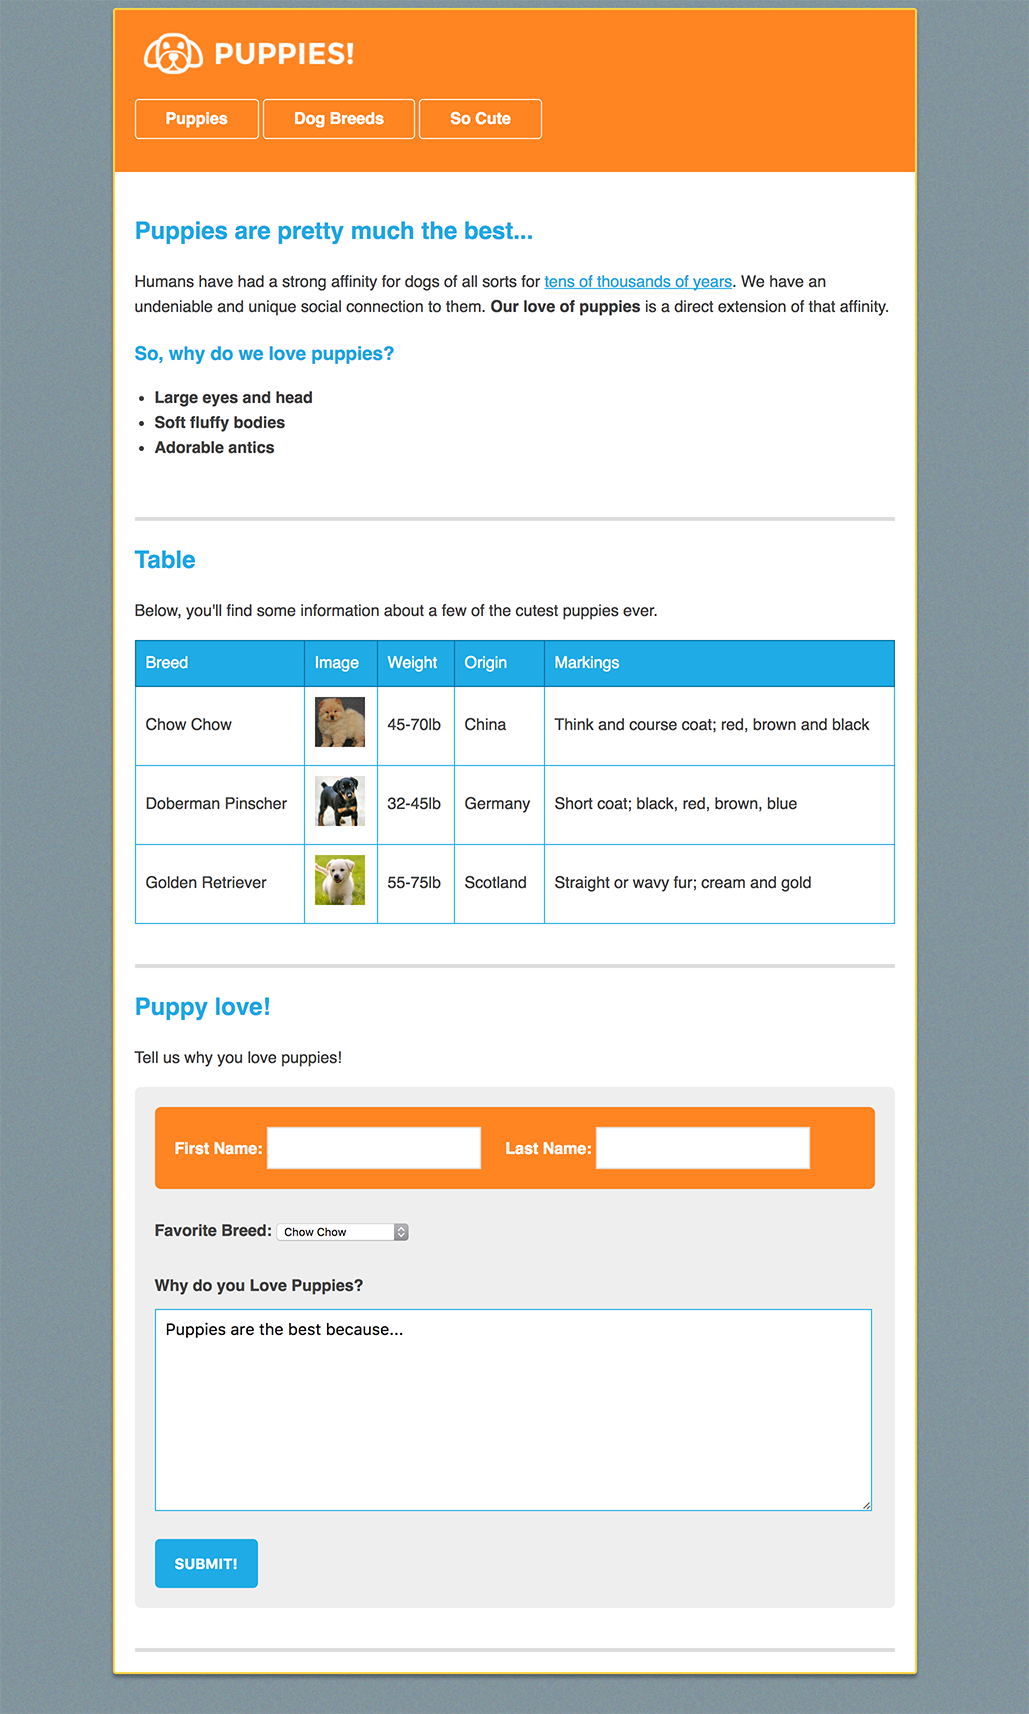 PUPPIES!
Puppies Dog Breeds So Cute
Puppies are pretty much the best...
Humans have had a strong affinity for dogs of all sorts for tens of thousands of years. We have an
undeniable and unique social connection to them. Our love of puppies is a direct extension of that affinity.
So, why do we love puppies?
• Large eyes and head
• Soft fluffy bodies
• Adorable antics
Table
Below, you'll find some information about a few of the cutest puppies ever.
Breed Image Weight Origin Markings
Chow Chow 45-70lb China Think and course coat; red, brown and black
Doberman Pinscher 32-45lb Germany Short coat; black, red, brown, blue
Golden Retriever 55-75lb Scotland Straight or wavy fur; cream and gold
Puppy love!
Tell us why you love puppies!
First Name: Last Name:
Favorite Breed: Chow Chow
Why do you Love Puppies?
Puppies are the best because...
SUBMIT!